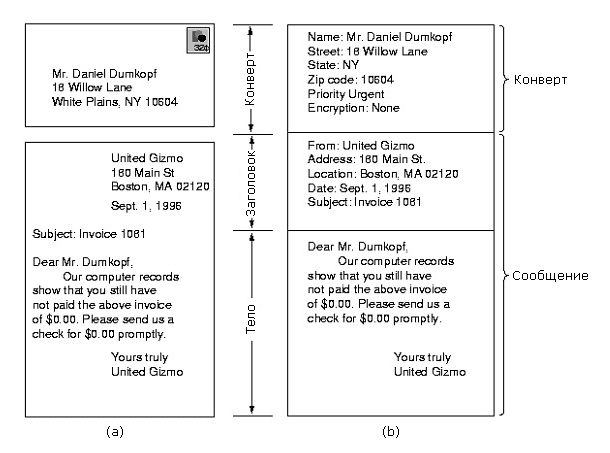 32¢
Mr. Daniel Dumkopf
18 Willow Lane
White Plains, NY 10604
United Gizmo
180 Main St
Boston, MA 02120
Sept. 1, 1996
Subject: Invoice 1081
Dear Mr. Dumkopf,
Our computer records
show that you still have
not paid the above invoice
of $0.00. Please send us a
check for $0.00 promptly.
Yours truly
United Gizmo
(a)
Конверт
Заголовок
Тело
Name: Mr. Daniel Dumkopf
Street: 18 Willow Lane
State: NY
Zip code: 10604
Priority Urgent
Encryption: None
From: United Gizmo
Address: 180 Main St.
Location: Boston, MA 02120
Date: Sept. 1, 1996
Subject: Invoice 1081
Dear Mr. Dumkopf,
Our computer records
show that you still have
not paid the above invoice
of $0.00. Please send us a
check for $0.00 promptly.
Yours truly
United Gizmo
(b)
Конверт
Сообщение